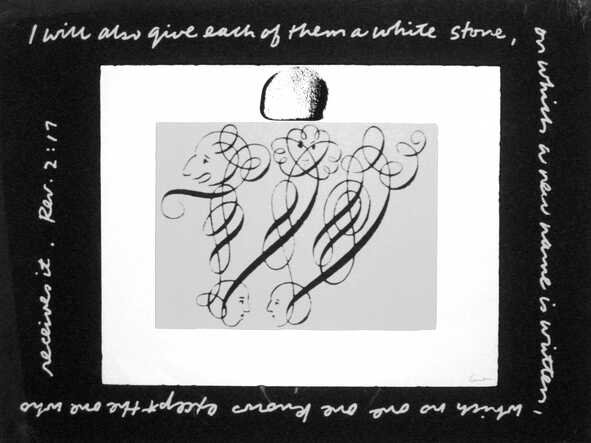 I will also give each of them a white stone,
on which a new name is written,
which no one knows except the one who
receives it. Rev. 2:17